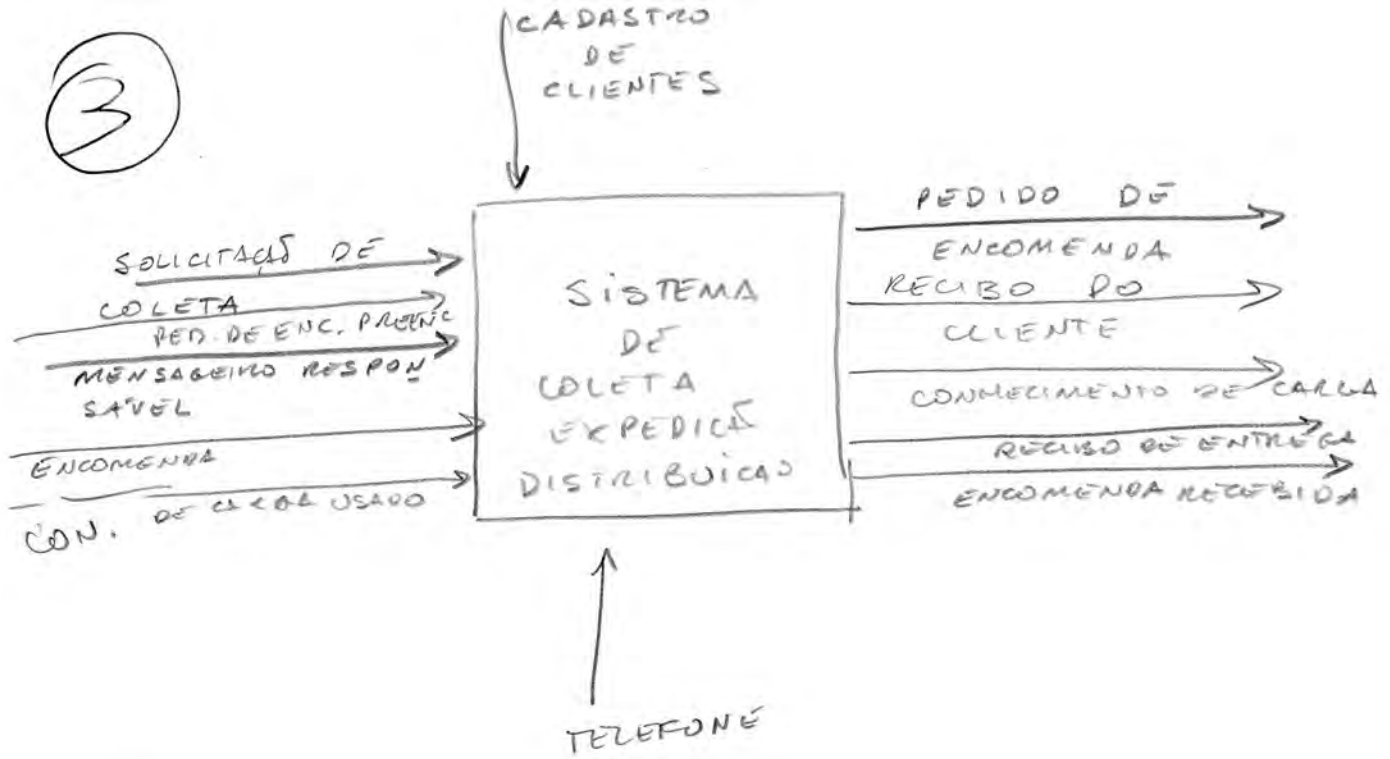 3
CADASTRO
DE
CLIENTES
SOLICITAÇÃO DE
COLETA
PED. DE ENC. PREENC
MENSAGEIRO RESPON
SÁVEL
ENCOMENDA
CON. DE CARGA USADO
SISTEMA
DE
COLETA
EXPEDIÇÃO
DISTRIBUIÇAO
PEDIDO DE
ENCOMENDA
RECIBO DO
CLIENTE
CONHECIMENTO DE CARGA
RECIBO DE ENTREGA
ENCOMENDA RECEBIDA
TELEFONE